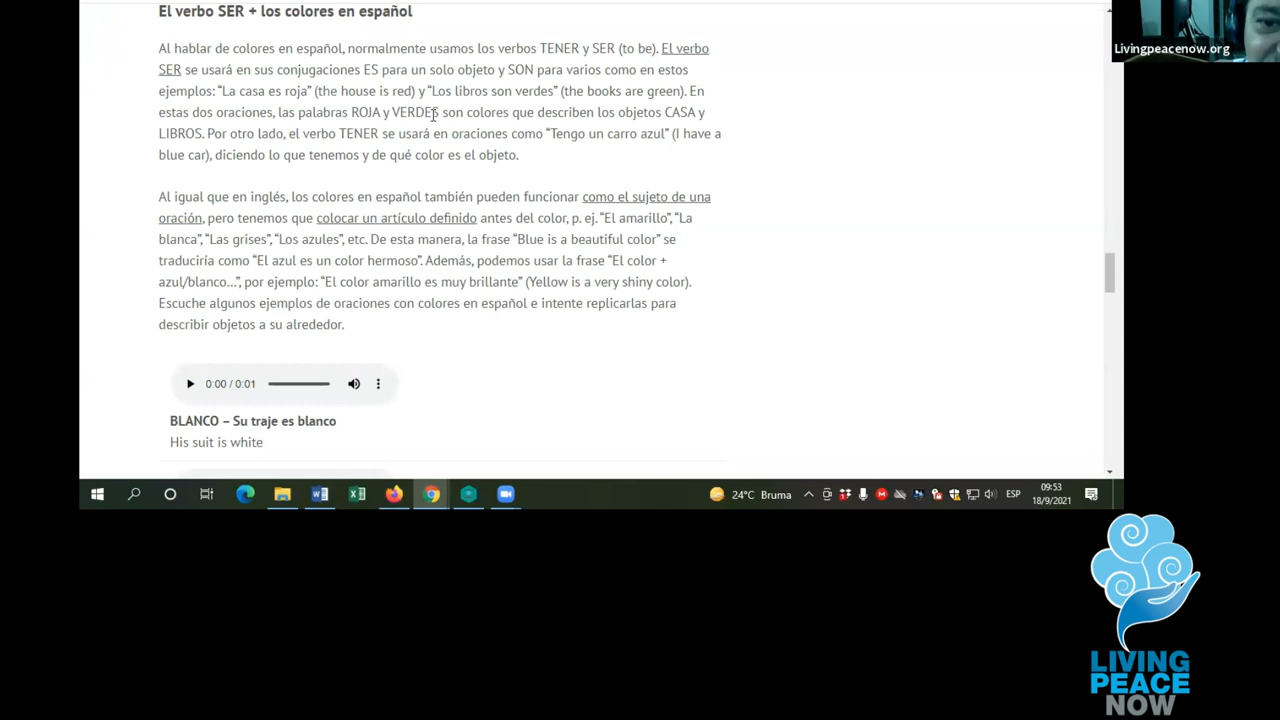 El verbo SER + los colores en español
Al hablar de colores en español, normalmente usamos los verbos TENER y SER (to be). El verbo
SER se usará en sus conjugaciones ES para un solo objeto y SON para varios como en estos
ejemplos: “La casa es roja” (the house is red) y “Los libros son verdes” (the books are green). En
estas dos oraciones, las palabras ROJA y VERDES son colores que describen los objetos CASA y
LIBROS. Por otro lado, el verbo TENER se usará en oraciones como “Tengo un carro azul” (I have a
blue car), diciendo lo que tenemos y de qué color es el objeto.
Al igual que en inglés, los colores en español también pueden funcionar como el sujeto de una
oración, pero tenemos que colocar un artículo definido antes del color, p. ej. “El amarillo”, “La
blanca”, “Las grises”, “Los azules”, etc. De esta manera, la frase “Blue is a beautiful color” se
traduciría como “El azul es un color hermoso”. Además, podemos usar la frase “El color +
azul/blanco…”, por ejemplo: “El color amarillo es muy brillante” (Yellow is a very shiny color).
Escuche algunos ejemplos de oraciones con colores en español e intente replicarlas para
describir objetos a su alrededor.
0:00 / 0:01
BLANCO – Su traje es blanco
His suit is white
24°C Bruma
ESP
09:53
18/9/2021
Livingpeacenow.org
LIVING
PEACE
NOW